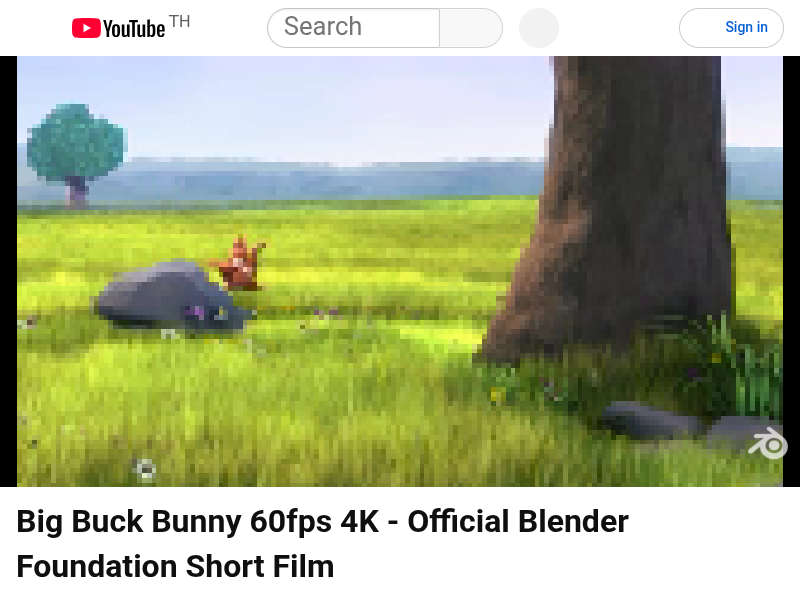 YouTube TH
Search
Sign in
Big Buck Bunny 60fps 4K - Official Blender
Foundation Short Film